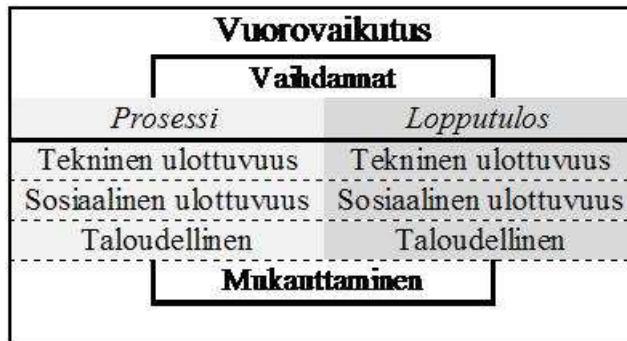 Vuorovaikutus
Vaihdannat
Prosessi Lopputulos
Tekninen ulottuvuus Tekninen ulottuvuus
Sosiaalinen ulottuvuus Sosiaalinen ulottuvuus
Taloudellinen Taloudellinen
Mukauttaminen